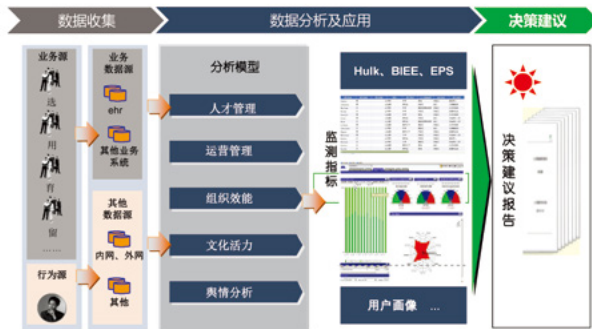 数据收集
数据分析及应用
决策建议
业务源
选
用
育
留
……
行为源
业务
数据源
ehr
其他业务
系统
其他
数据源
内网、外网
其他
分析模型
人才管理
运营管理
组织效能
文化活力
舆情分析
监测指标
Hulk、BIEE、EPS
用户画像 …
决策建议报告